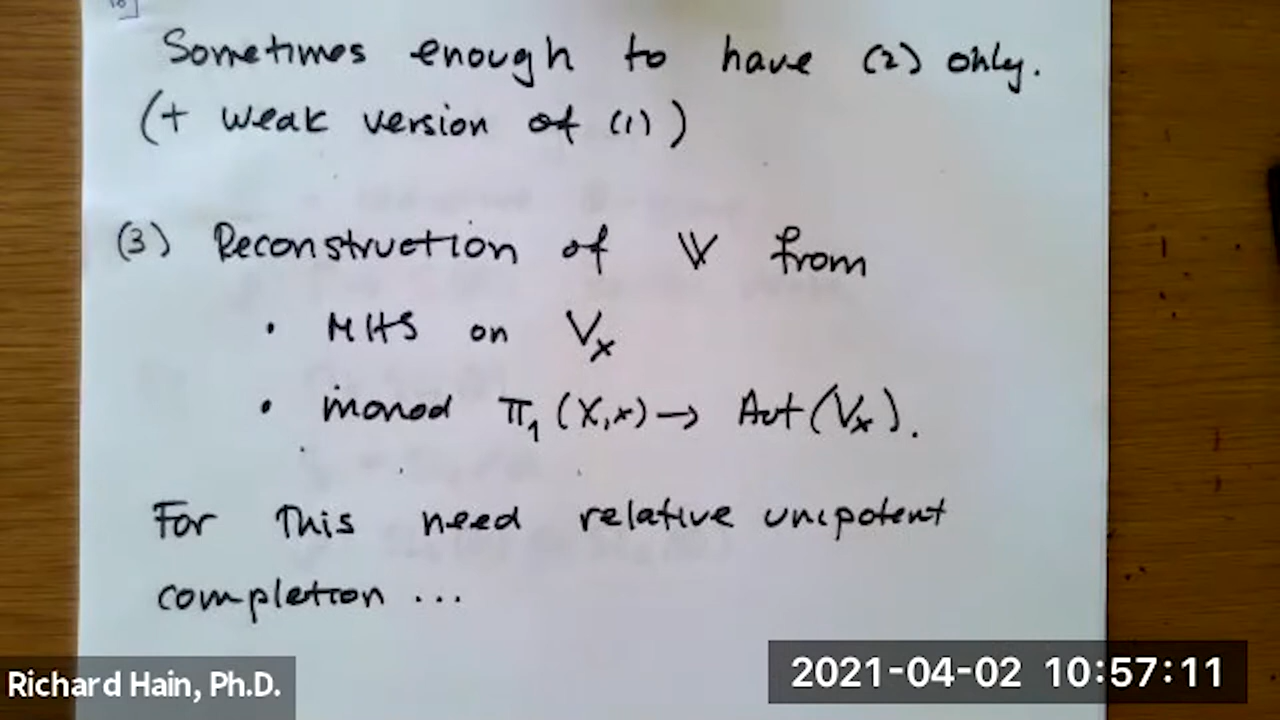 Sometimes enough to have (2) only.
(+ weak version of (1))
(3) Reconstruction of 𝕍 from
• MHS on Vₓ
• monod π₁(X,x) → Aut(Vₓ).
For this need relative unipotent
completion ...
Richard Hain, Ph.D.
2021-04-02 10:57:11